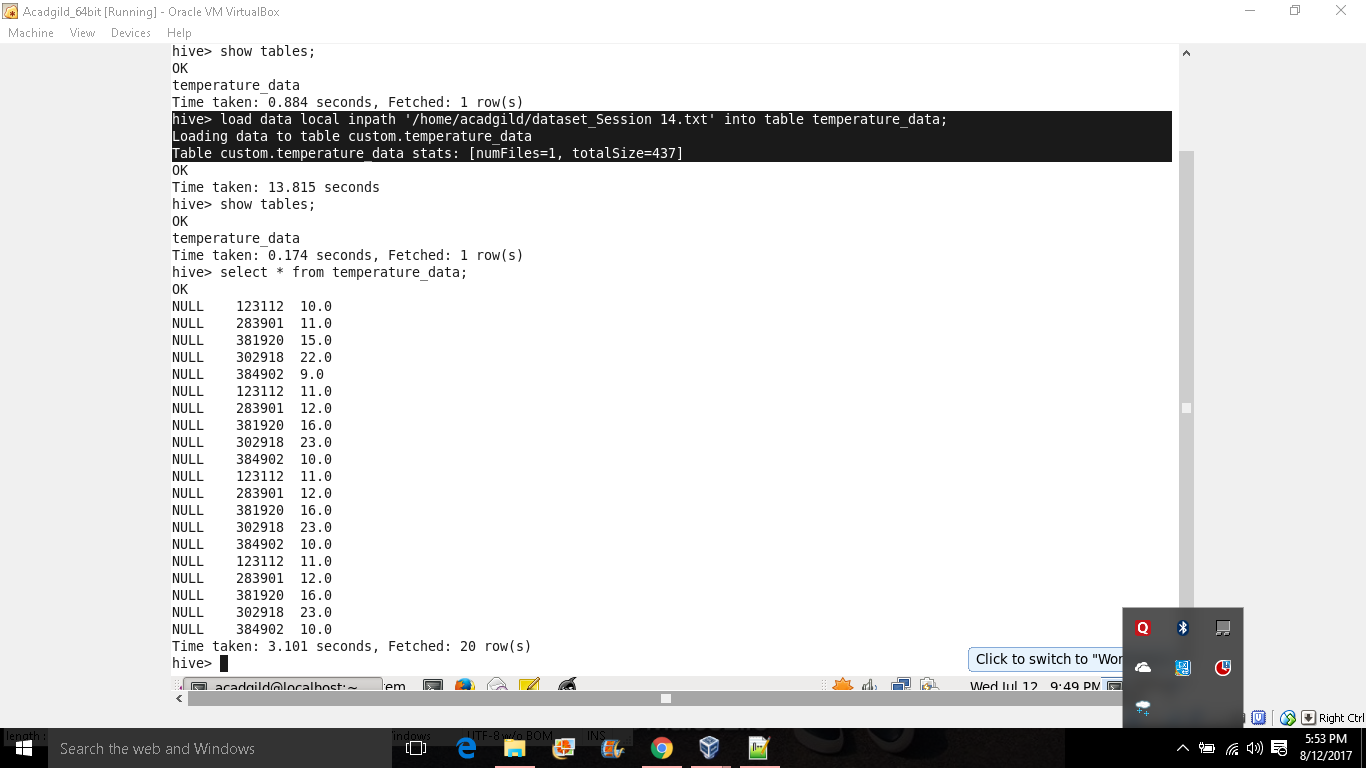 Acadgild_64bit [Running] - Oracle VM VirtualBox
Machine View Devices Help
hive> show tables;
OK
temperature_data
Time taken: 0.884 seconds, Fetched: 1 row(s)
hive> load data local inpath '/home/acadgild/dataset_Session 14.txt' into table temperature_data;
Loading data to table custom.temperature_data
Table custom.temperature_data stats: [numFiles=1, totalSize=437]
OK
Time taken: 13.815 seconds
hive> show tables;
OK
temperature_data
Time taken: 0.174 seconds, Fetched: 1 row(s)
hive> select * from temperature_data;
OK
NULL 123112 10.0
NULL 283901 11.0
NULL 381920 15.0
NULL 302918 22.0
NULL 384902 9.0
NULL 123112 11.0
NULL 283901 12.0
NULL 381920 16.0
NULL 302918 23.0
NULL 384902 10.0
NULL 123112 11.0
NULL 283901 12.0
NULL 381920 16.0
NULL 302918 23.0
NULL 384902 10.0
NULL 123112 11.0
NULL 283901 12.0
NULL 381920 16.0
NULL 302918 23.0
NULL 384902 10.0
Time taken: 3.101 seconds, Fetched: 20 row(s)
hive>
Click to switch to "Wor
acadgild@localhost:~ em Wed Jul 12, 9:49 PM
Right Ctrl
length : indows UTF-8 w/o BOM INS
Search the web and Windows
5:53 PM
8/12/2017